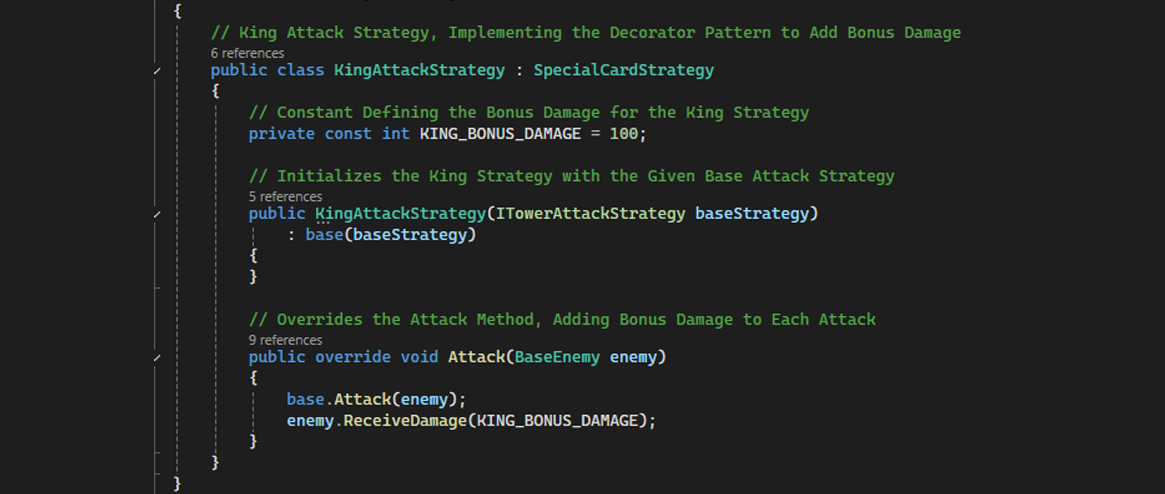 {
// King Attack Strategy, Implementing the Decorator Pattern to Add Bonus Damage
6 references
public class KingAttackStrategy : SpecialCardStrategy
{
// Constant Defining the Bonus Damage for the King Strategy
private const int KING_BONUS_DAMAGE = 100;
// Initializes the King Strategy with the Given Base Attack Strategy
5 references
public KingAttackStrategy(ITowerAttackStrategy baseStrategy)
: base(baseStrategy)
{
}
// Overrides the Attack Method, Adding Bonus Damage to Each Attack
9 references
public override void Attack(BaseEnemy enemy)
{
base.Attack(enemy);
enemy.ReceiveDamage(KING_BONUS_DAMAGE);
}
}
}